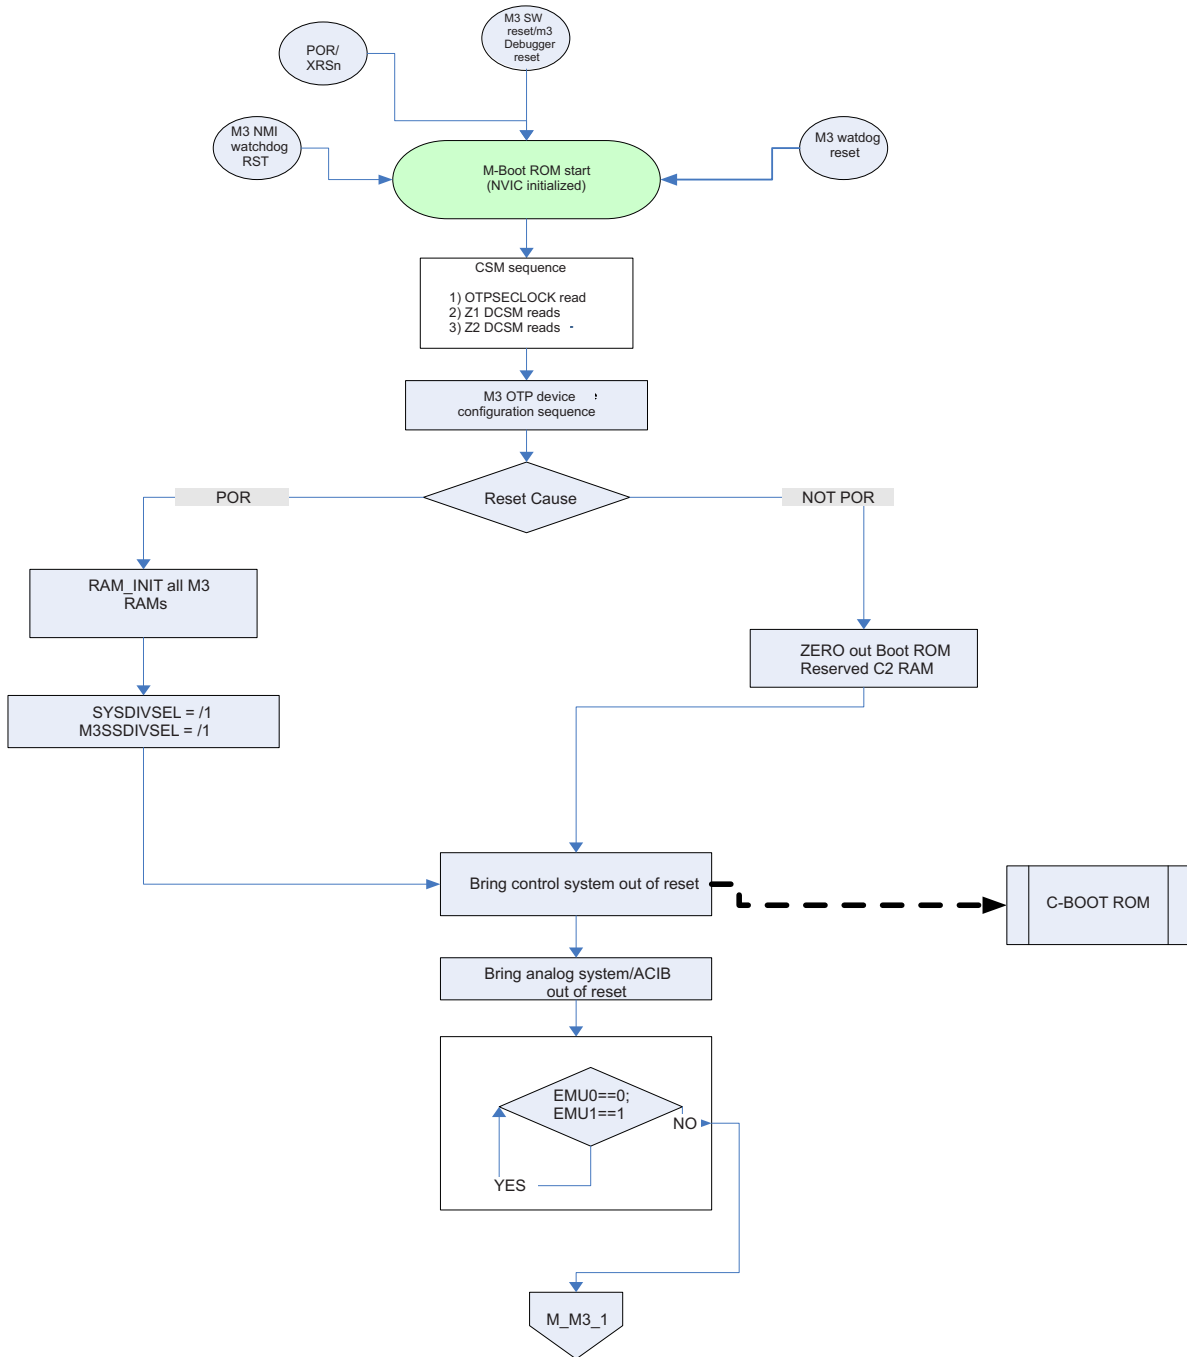 M3 SW
reset/m3
Debugger
reset
POR/
XRSn
M3 NMI
watchdog
RST
M3 watdog
reset
M-Boot ROM start
(NVIC initialized)
CSM sequence
1) OTPSECLOCK read
2) Z1 DCSM reads
3) Z2 DCSM reads -
M3 OTP device
configuration sequence
Reset Cause
POR
NOT POR
RAM_INIT all M3
RAMs
ZERO out Boot ROM
Reserved C2 RAM
SYSDIVSEL = /1
M3SSDIVSEL = /1
Bring control system out of reset
C-BOOT ROM
Bring analog system/ACIB
out of reset
EMU0==0;
EMU1==1
NO
YES
M_M3_1